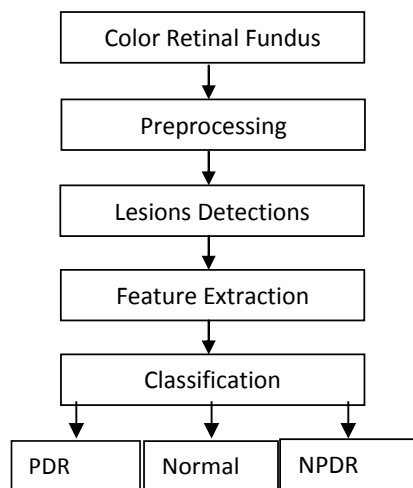 Color Retinal Fundus
Preprocessing
Lesions Detections
Feature Extraction
Classification
PDR
Normal
NPDR